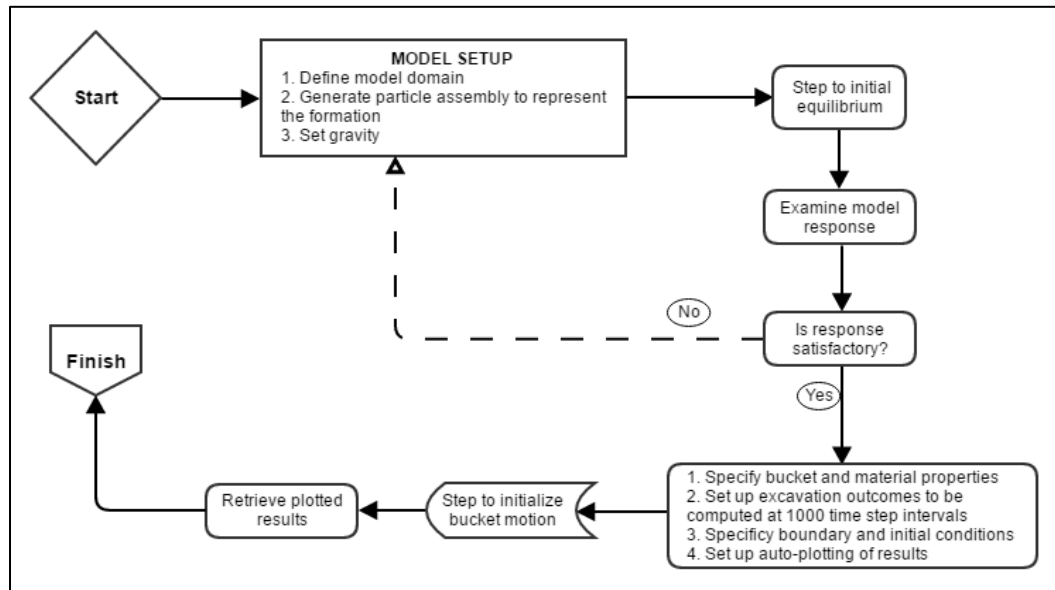 Start
MODEL SETUP
1. Define model domain
2. Generate particle assembly to represent
the formation
3. Set gravity
Step to initial
equilibrium
Examine model
response
Is response
satisfactory?
No
Yes
1. Specify bucket and material properties
2. Set up excavation outcomes to be
computed at 1000 time step intervals
3. Specificy boundary and initial conditions
4. Set up auto-plotting of results
Step to initialize
bucket motion
Retrieve plotted
results
Finish